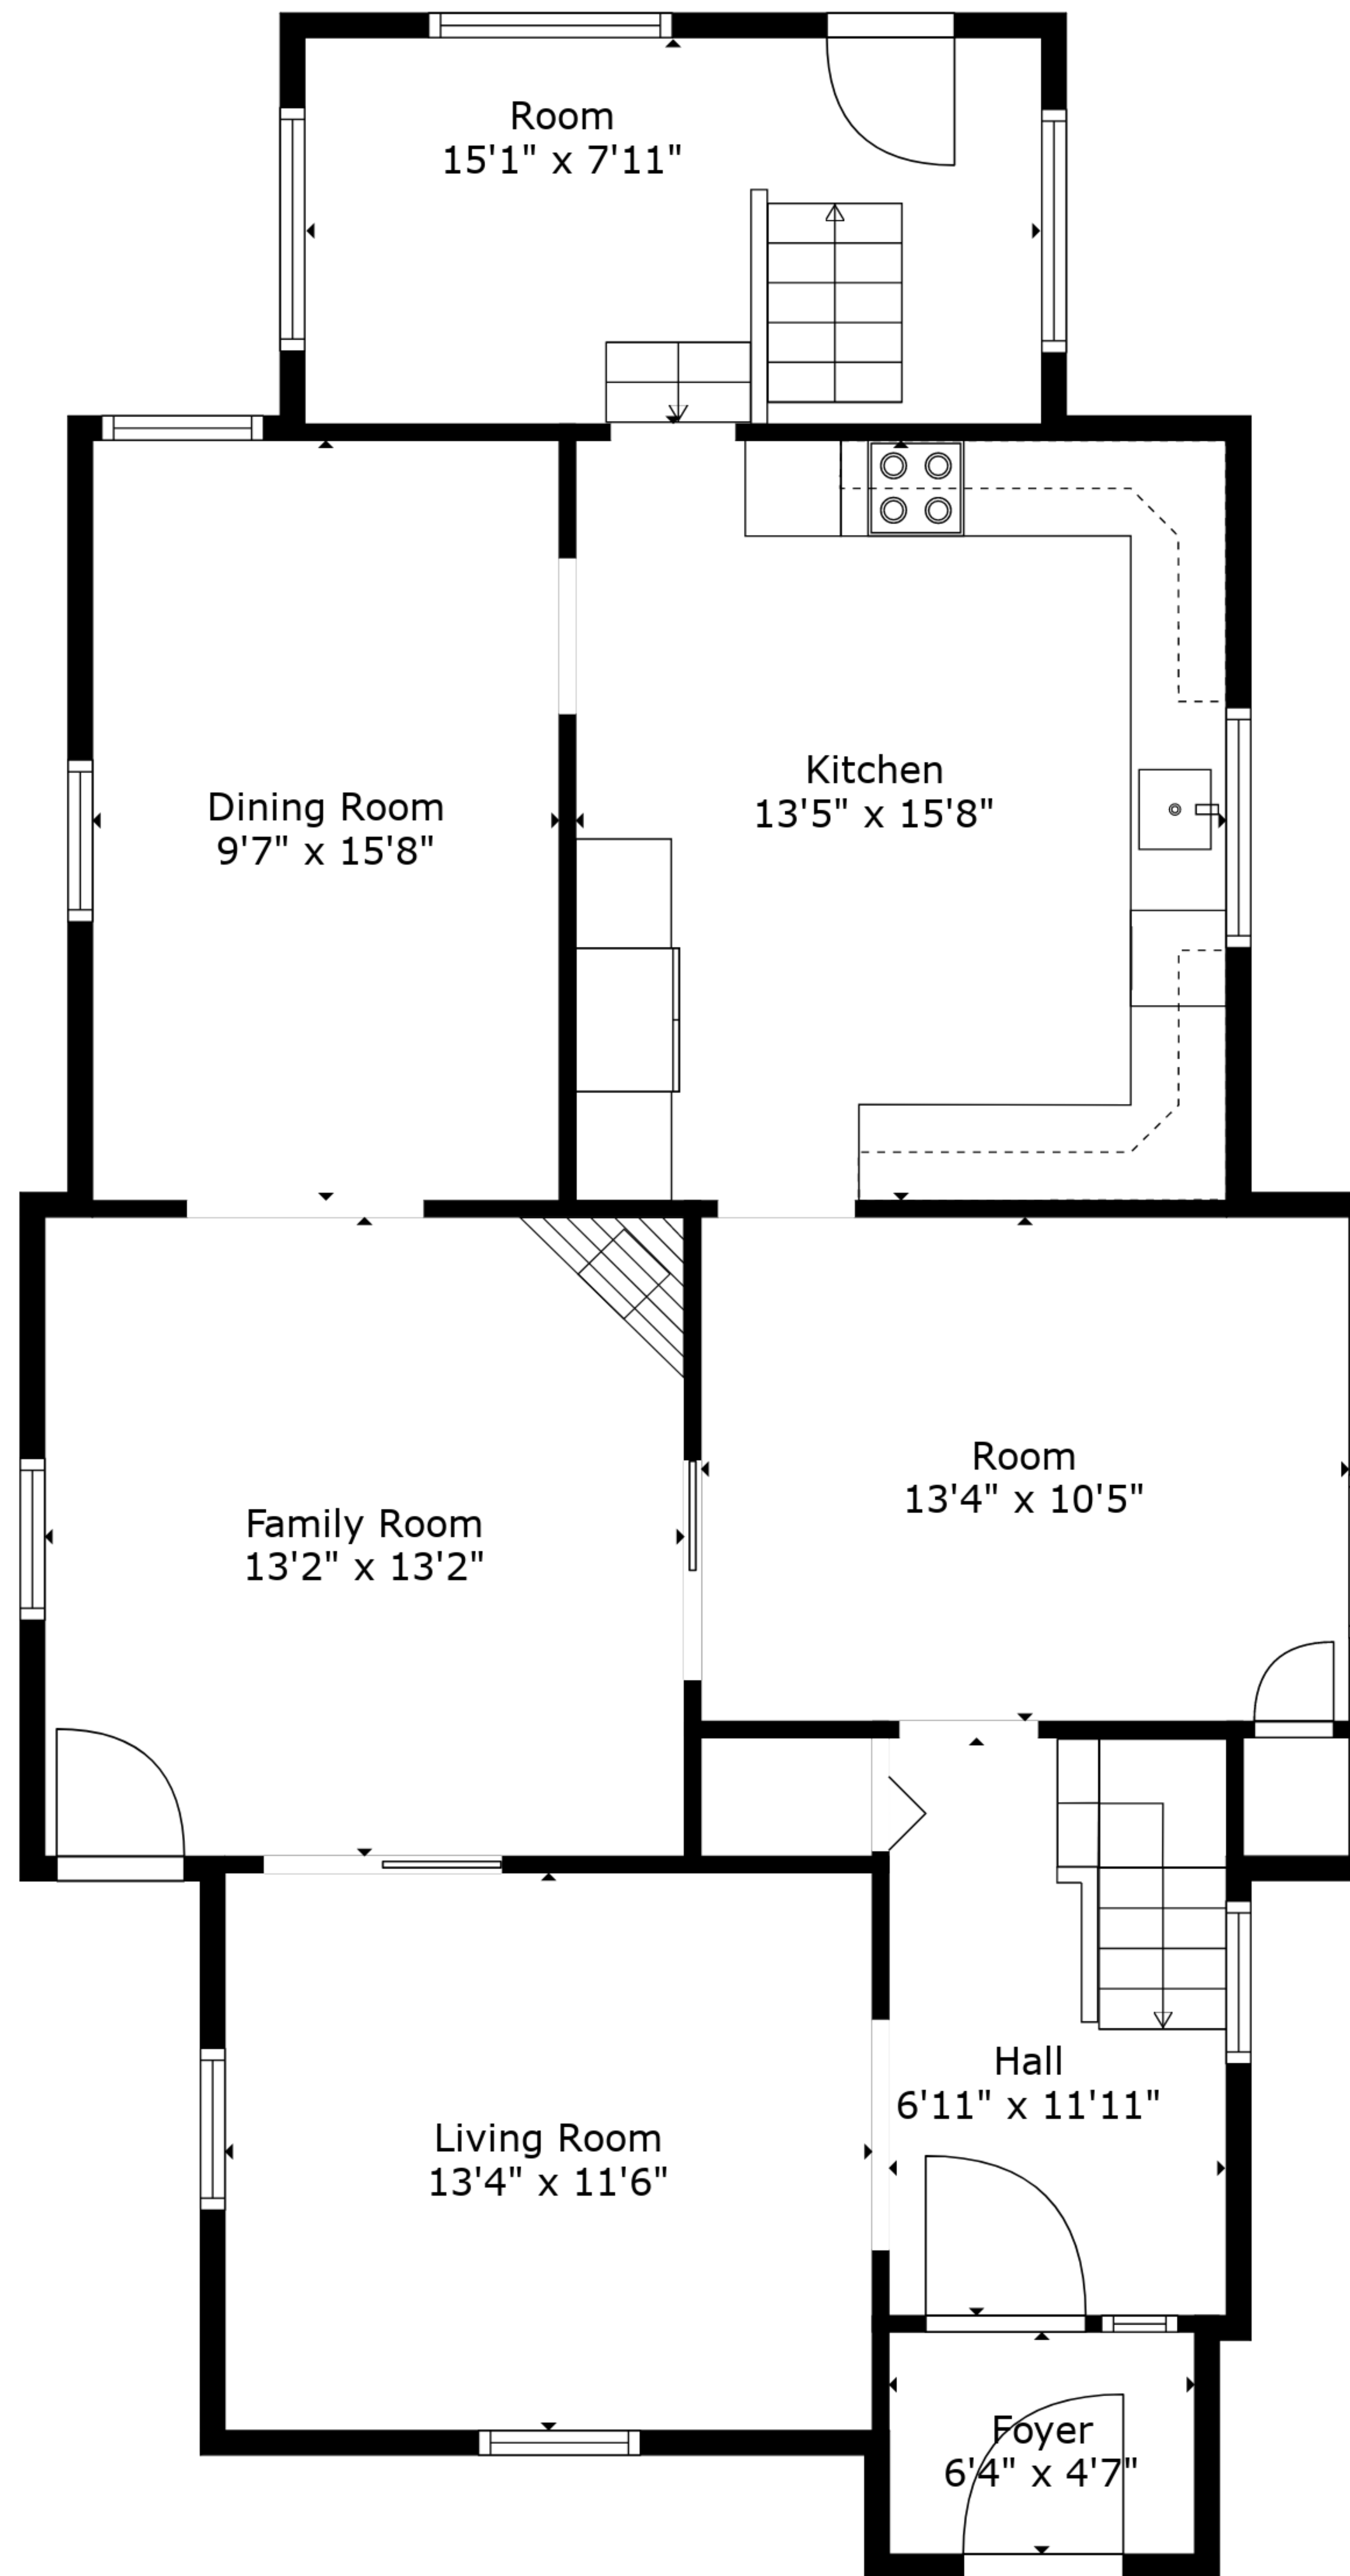 Room
15'1" x 7'11"
Kitchen
13'5" x 15'8"
Dining Room
9'7" x 15'8"
Room
13'4" x 10'5"
Family Room
13'2" x 13'2"
Hall
6'11" x 11'11"
Living Room
13'4" x 11'6"
Foyer
6'4" x 4'7"